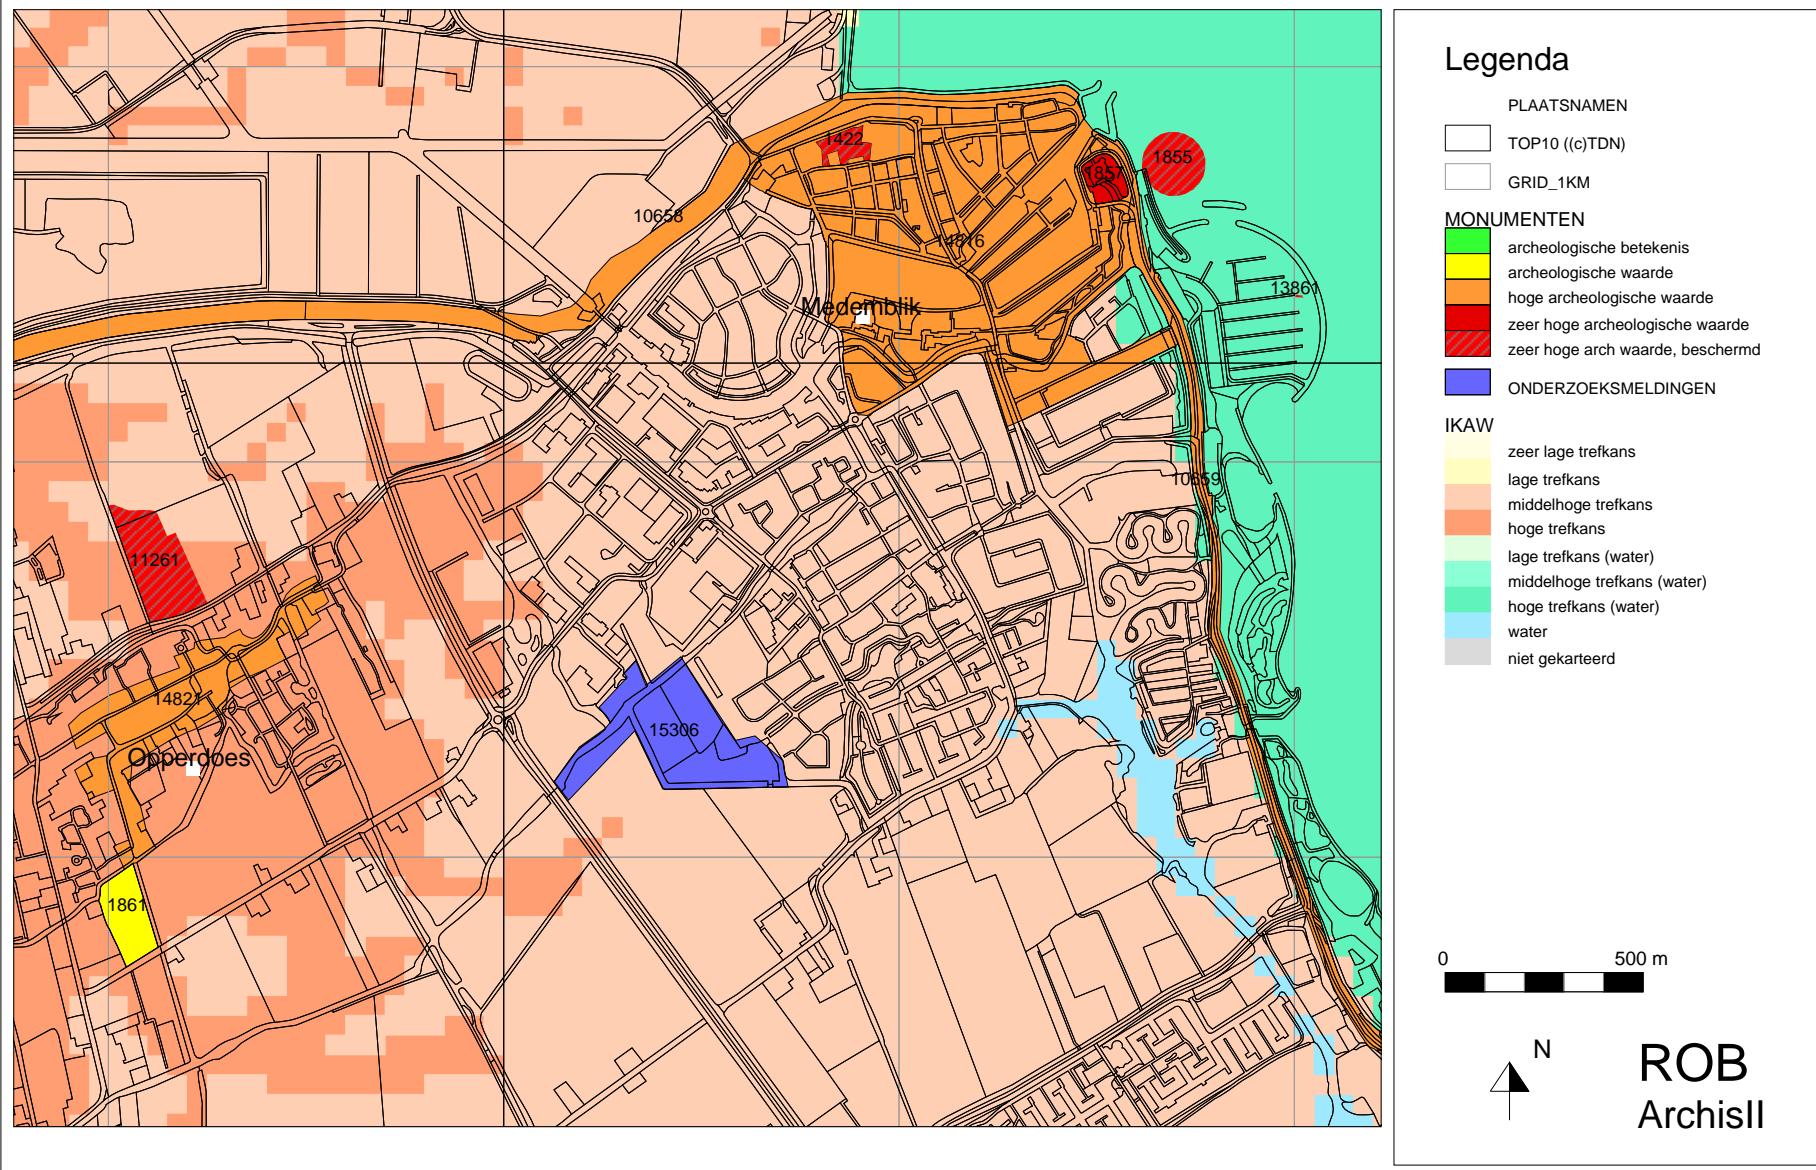 1422
1855
1857
10658
14816
13861
Medemblik
10659
11261
14821
15306
Opperdoes
1861
Legenda
PLAATSNAMEN
TOP10 ((c)TDN)
GRID_1KM
MONUMENTEN
archeologische betekenis
archeologische waarde
hoge archeologische waarde
zeer hoge archeologische waarde
zeer hoge arch waarde, beschermd
ONDERZOEKSMELDINGEN
IKAW
zeer lage trefkans
lage trefkans
middelhoge trefkans
hoge trefkans
lage trefkans (water)
middelhoge trefkans (water)
hoge trefkans (water)
water
niet gekarteerd
0 500 m
N
ROB
ArchisII